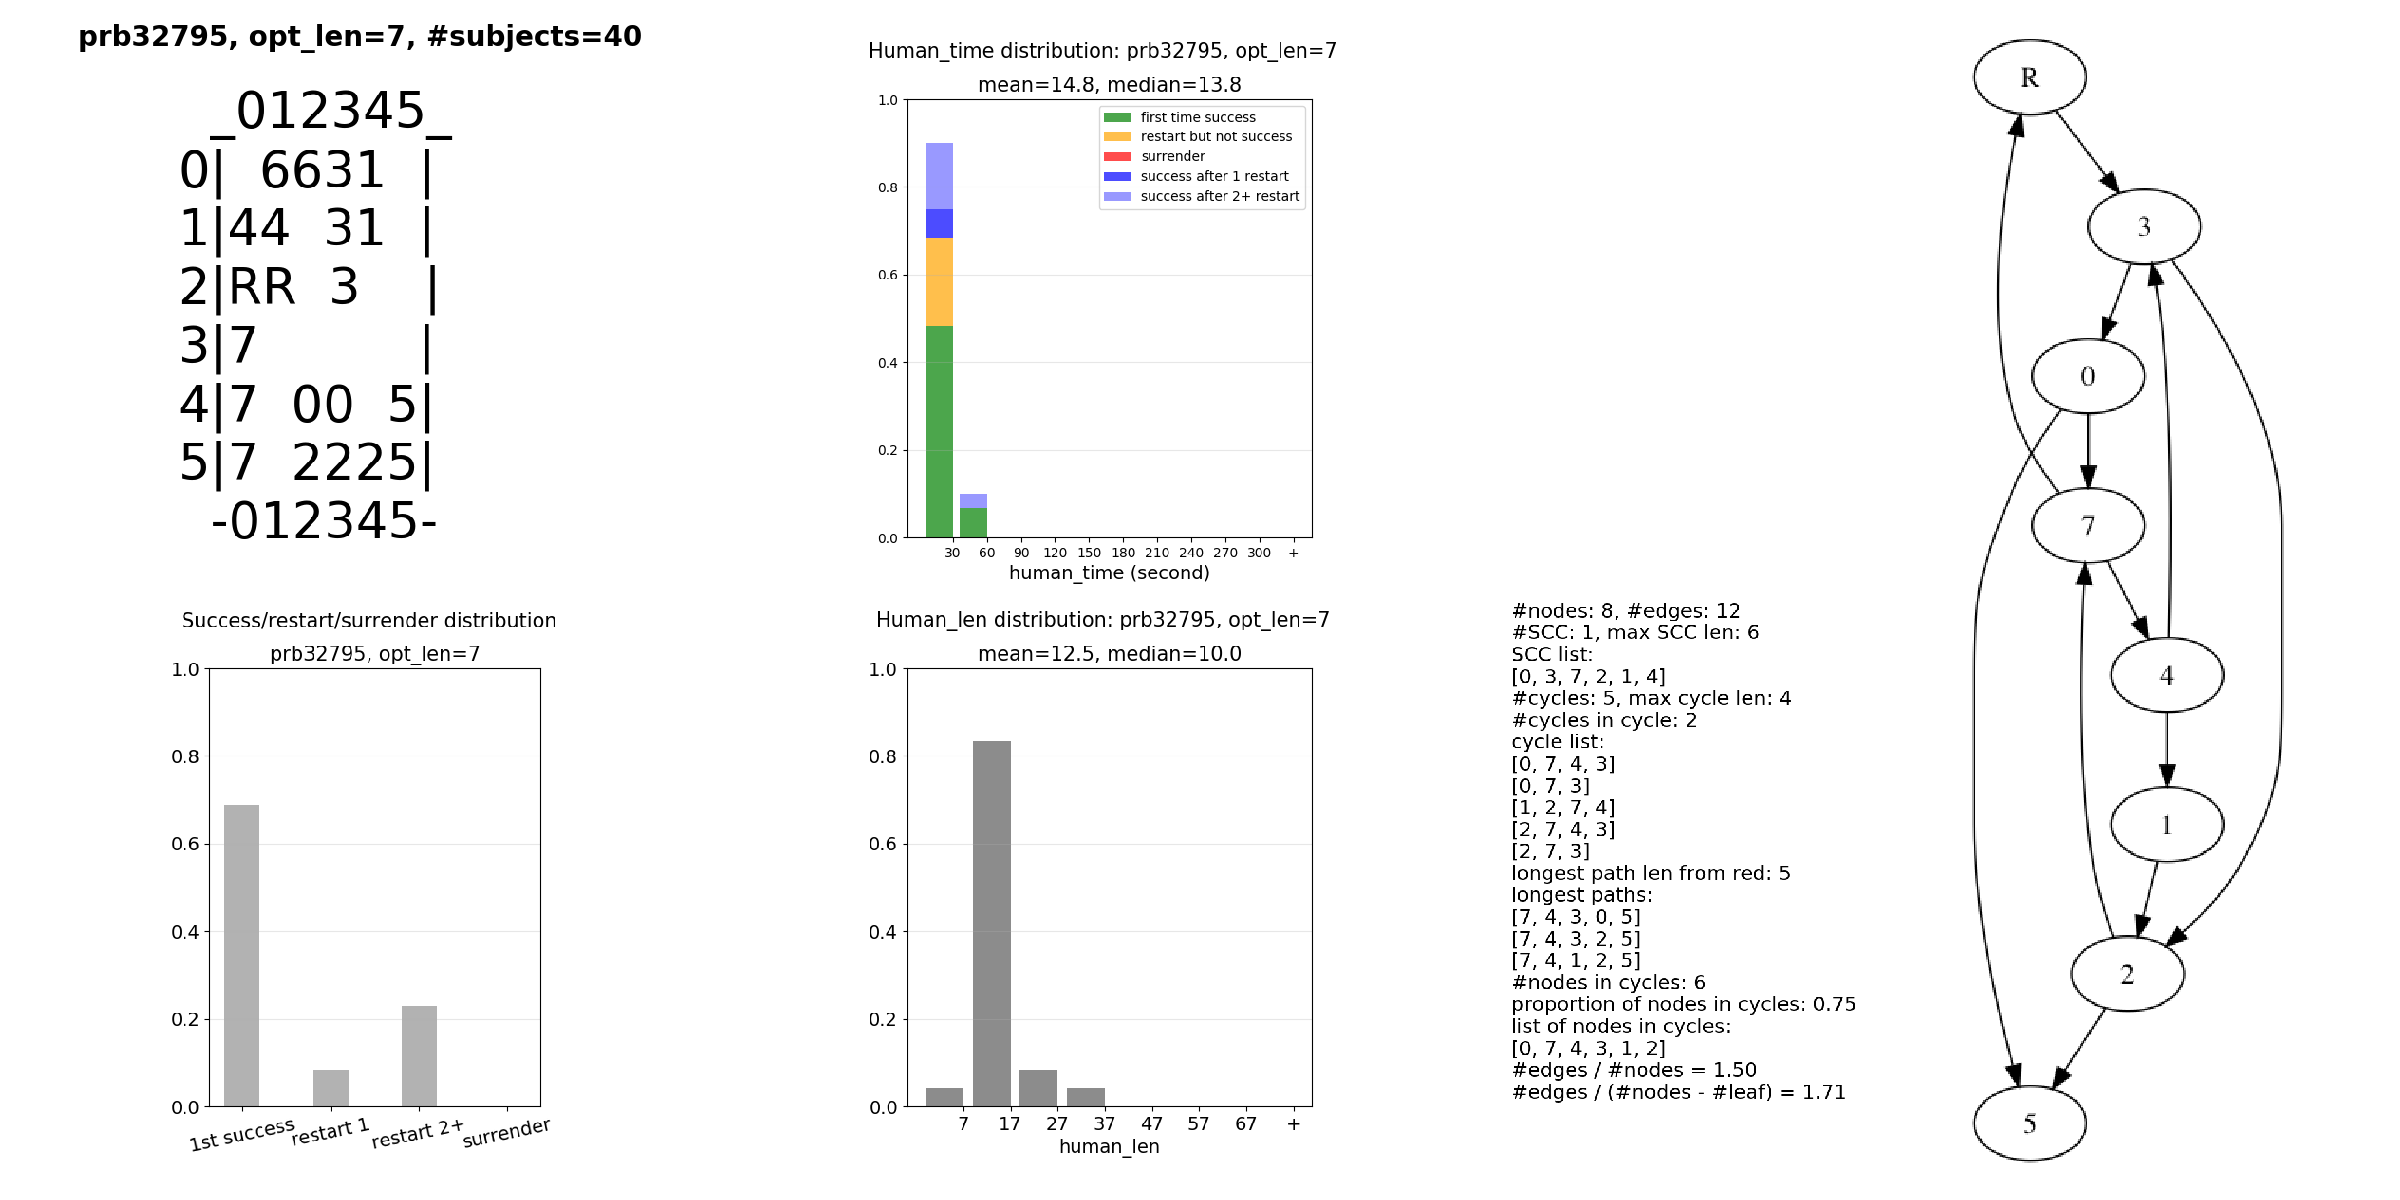 prb32795, opt_len=7, #subjects=40
_012345_
0| 6631 |
1|44 31 |
2|RR 3 |
3|7 |
4|7 00 5|
5|7 2225|
-012345-
Human_time distribution: prb32795, opt_len=7
mean=14.8, median=13.8
1.0
0.8
0.6
0.4
0.2
0.0
first time success
restart but not success
surrender
success after 1 restart
success after 2+ restart
30 60 90 120 150 180 210 240 270 300 +
human_time (second)
Success/restart/surrender distribution
prb32795, opt_len=7
1.0
0.8
0.6
0.4
0.2
0.0
1st success restart 1 restart 2+ surrender
Human_len distribution: prb32795, opt_len=7
mean=12.5, median=10.0
1.0
0.8
0.6
0.4
0.2
0.0
7 17 27 37 47 57 67 +
human_len
#nodes: 8, #edges: 12
#SCC: 1, max SCC len: 6
SCC list:
[0, 3, 7, 2, 1, 4]
#cycles: 5, max cycle len: 4
#cycles in cycle: 2
cycle list:
[0, 7, 4, 3]
[0, 7, 3]
[1, 2, 7, 4]
[2, 7, 4, 3]
[2, 7, 3]
longest path len from red: 5
longest paths:
[7, 4, 3, 0, 5]
[7, 4, 3, 2, 5]
[7, 4, 1, 2, 5]
#nodes in cycles: 6
proportion of nodes in cycles: 0.75
list of nodes in cycles:
[0, 7, 4, 3, 1, 2]
#edges / #nodes = 1.50
#edges / (#nodes - #leaf) = 1.71
R
3
0
7
4
1
2
5